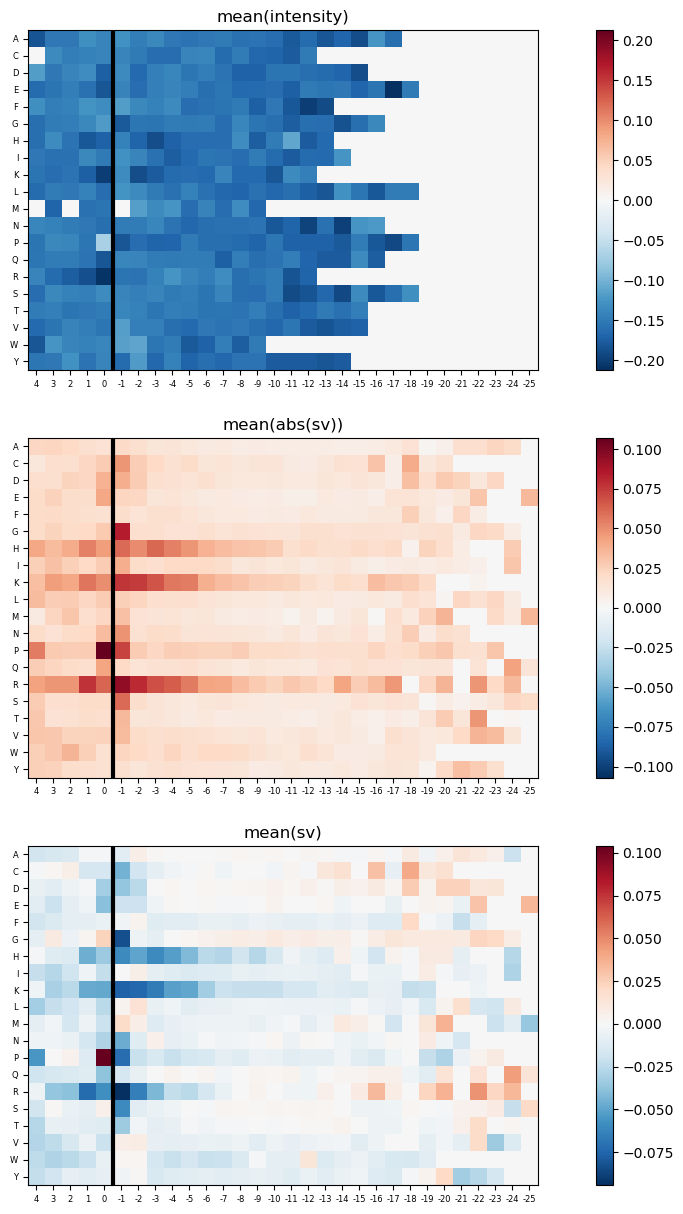 mean(intensity)
A
C
D
E
F
G
H
I
K
L
M
N
P
Q
R
S
T
V
W
Y
4 3 2 1 0 -1 -2 -3 -4 -5 -6 -7 -8 -9 -10 -11 -12 -13 -14 -15 -16 -17 -18 -19 -20 -21 -22 -23 -24 -25
0.20
0.15
0.10
0.05
0.00
−0.05
−0.10
−0.15
−0.20
mean(abs(sv))
A
C
D
E
F
G
H
I
K
L
M
N
P
Q
R
S
T
V
W
Y
4 3 2 1 0 -1 -2 -3 -4 -5 -6 -7 -8 -9 -10 -11 -12 -13 -14 -15 -16 -17 -18 -19 -20 -21 -22 -23 -24 -25
0.100
0.075
0.050
0.025
0.000
−0.025
−0.050
−0.075
−0.100
mean(sv)
A
C
D
E
F
G
H
I
K
L
M
N
P
Q
R
S
T
V
W
Y
4 3 2 1 0 -1 -2 -3 -4 -5 -6 -7 -8 -9 -10 -11 -12 -13 -14 -15 -16 -17 -18 -19 -20 -21 -22 -23 -24 -25
0.100
0.075
0.050
0.025
0.000
−0.025
−0.050
−0.075